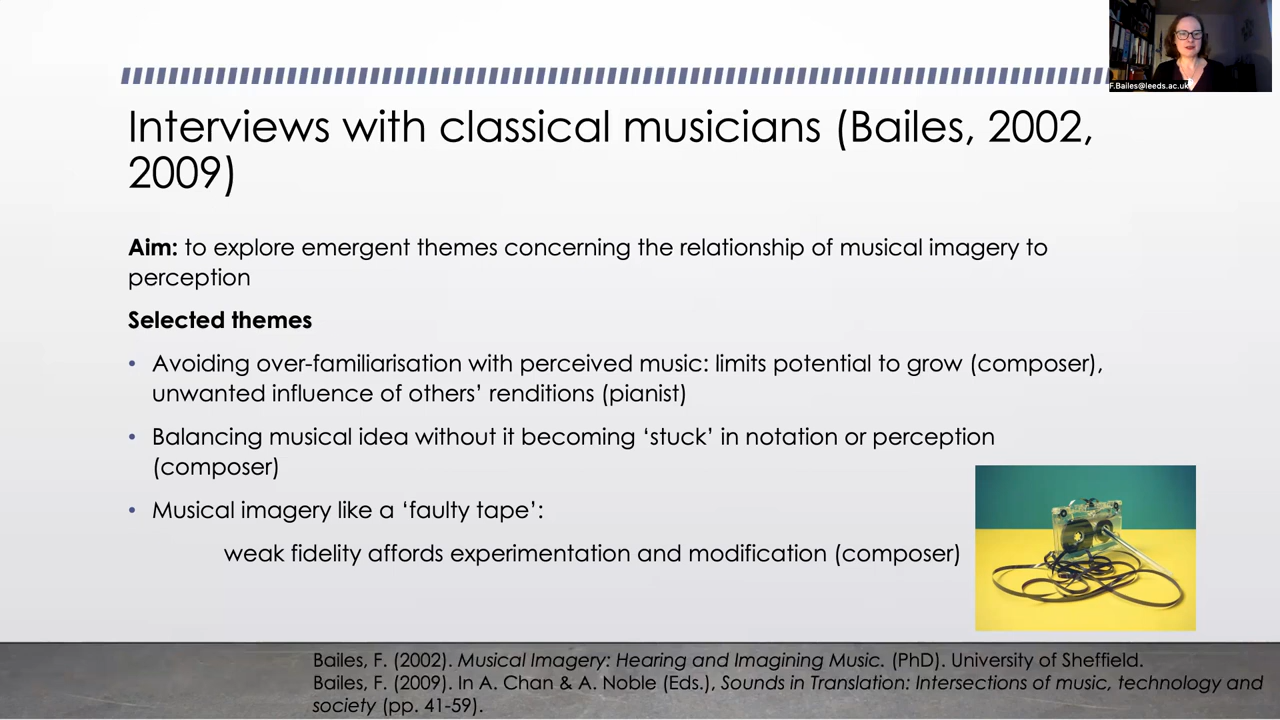 F.Bailes@leeds.ac.uk
Interviews with classical musicians (Bailes, 2002,
2009)
Aim: to explore emergent themes concerning the relationship of musical imagery to
perception
Selected themes
• Avoiding over-familiarisation with perceived music: limits potential to grow (composer),
unwanted influence of others’ renditions (pianist)
• Balancing musical idea without it becoming ‘stuck’ in notation or perception
(composer)
• Musical imagery like a ‘faulty tape’:
weak fidelity affords experimentation and modification (composer)
Bailes, F. (2002). Musical Imagery: Hearing and Imagining Music. (PhD). University of Sheffield.
Bailes, F. (2009). In A. Chan & A. Noble (Eds.), Sounds in Translation: Intersections of music, technology and
society (pp. 41-59).